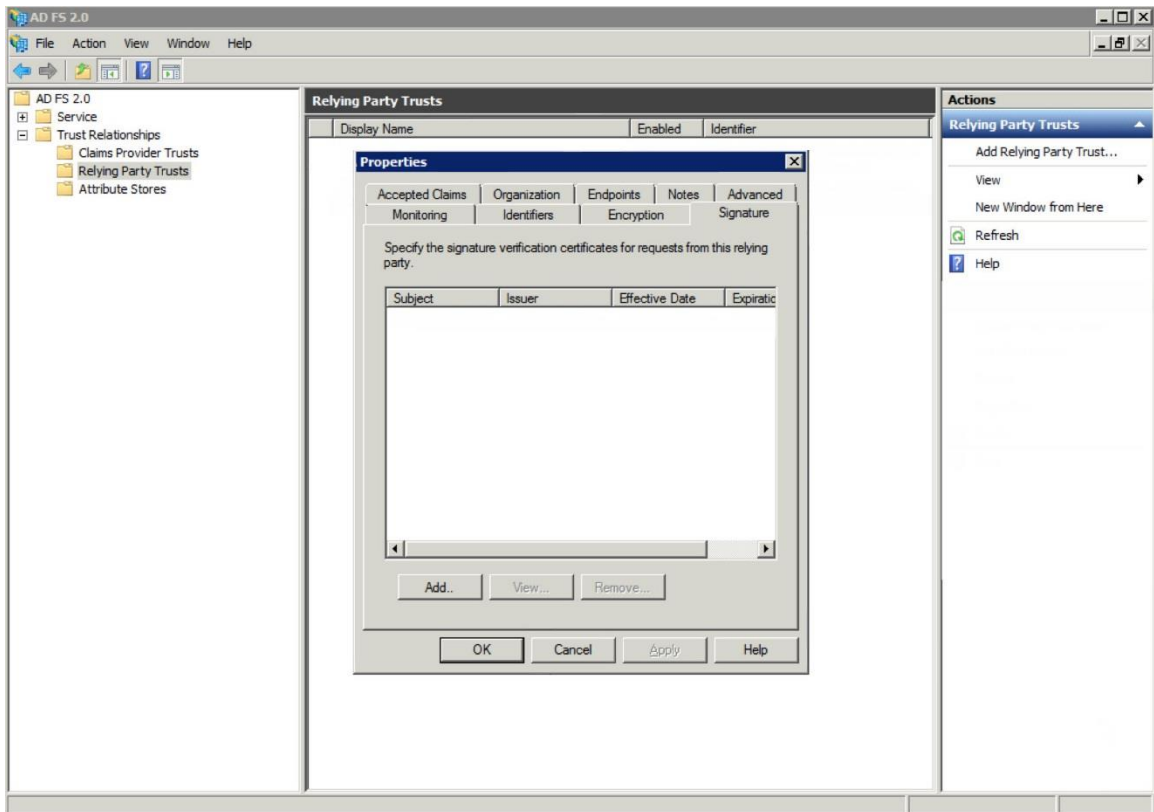 AD FS 2.0
File Action View Window Help
AD FS 2.0
Service
Trust Relationships
Claims Provider Trusts
Relying Party Trusts
Attribute Stores
Relying Party Trusts
Display Name Enabled Identifier
Properties
Accepted Claims Organization Endpoints Notes Advanced
Monitoring Identifiers Encryption Signature
Specify the signature verification certificates for requests from this relying
party.
Subject Issuer Effective Date Expiratic
Add.. View... Remove...
OK Cancel Apply Help
Actions
Relying Party Trusts
Add Relying Party Trust...
View
New Window from Here
Refresh
Help